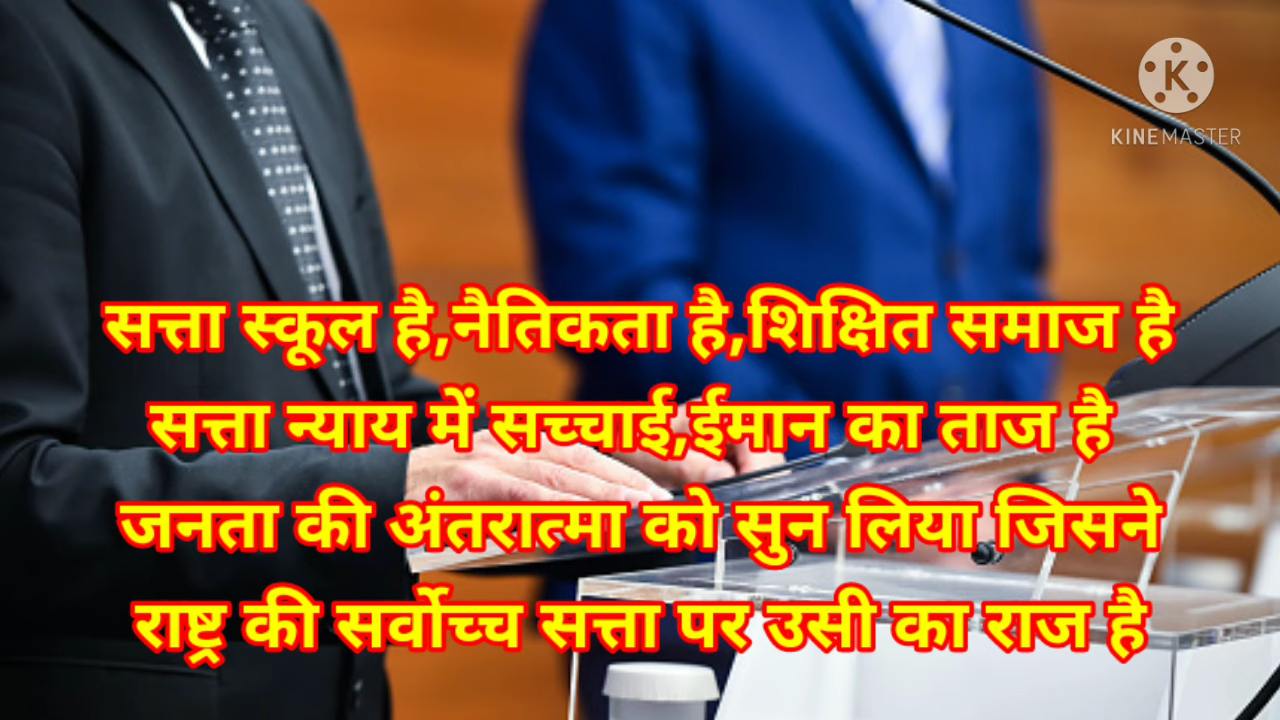 KINEMASTER
सत्ता स्कूल है,नैतिकता है,शिक्षित समाज है
सत्ता न्याय में सच्चाई,ईमान का ताज है
जनता की अंतरात्मा को सुन लिया जिसने
राष्ट्र की सर्वोच्च सत्ता पर उसी का राज है